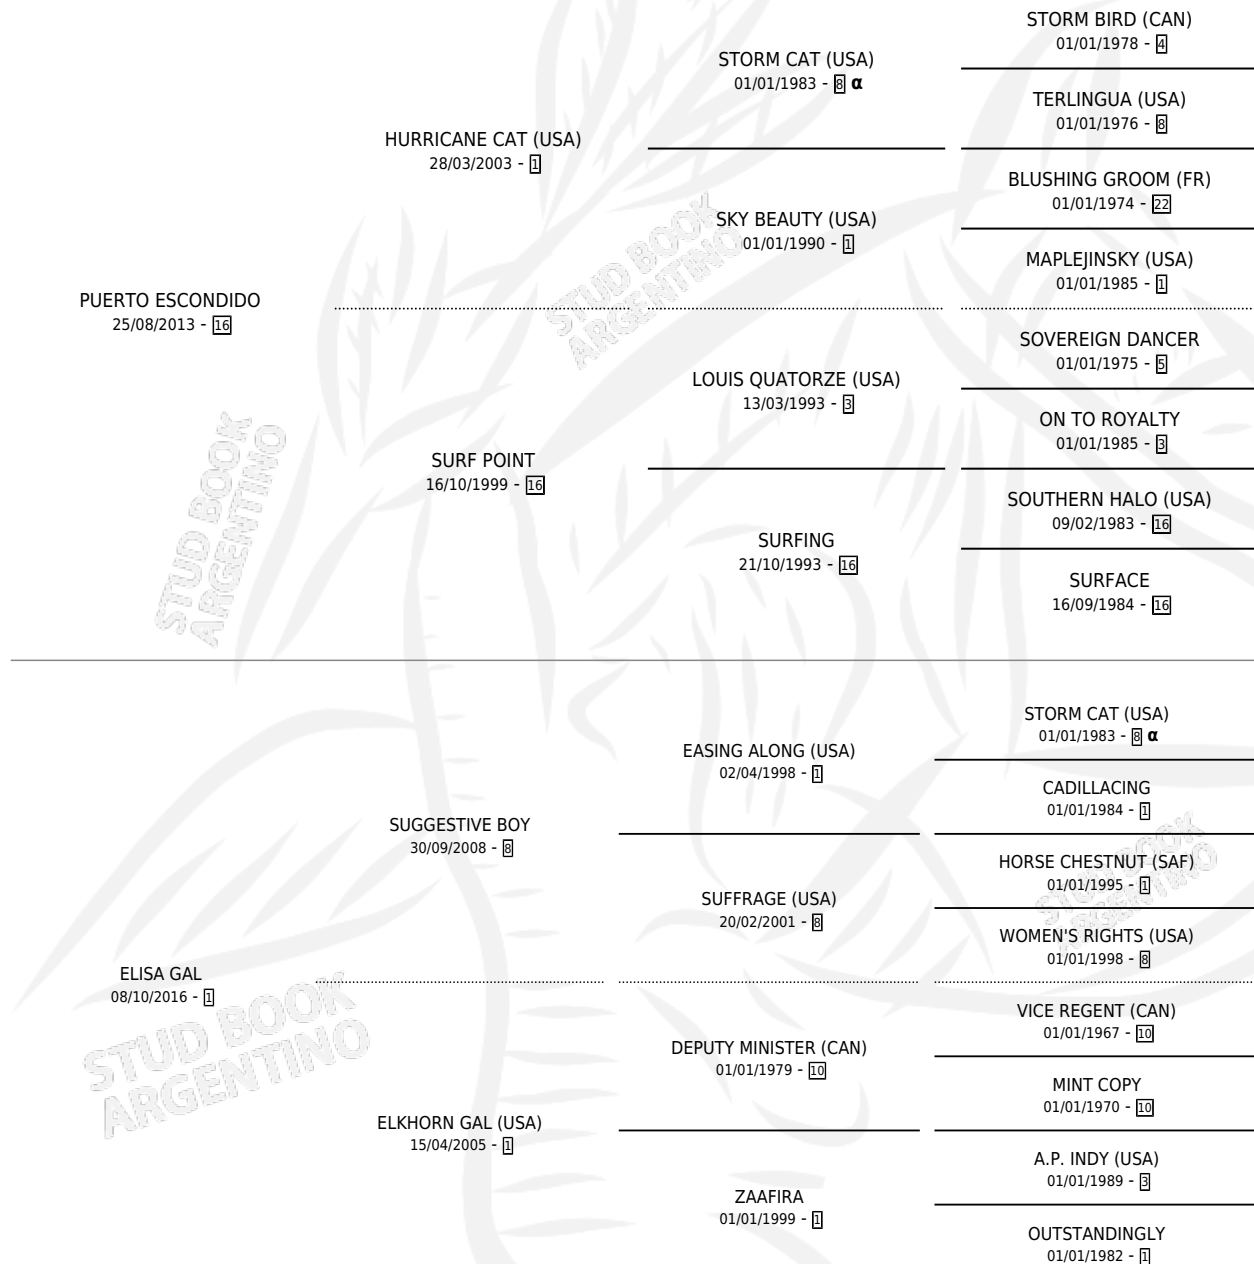 STORM BIRD (CAN)
01/01/1978 - 4
STORM CAT (USA)
01/01/1983 - 8 α
TERLINGUA (USA)
01/01/1976 - 8
HURRICANE CAT (USA)
28/03/2003 - 1
BLUSHING GROOM (FR)
01/01/1974 - 22
SKY BEAUTY (USA)
01/01/1990 - 1
MAPLEJINSKY (USA)
01/01/1985 - 1
PUERTO ESCONDIDO
25/08/2013 - 16
SOVEREIGN DANCER
01/01/1975 - 5
LOUIS QUATORZE (USA)
13/03/1993 - 3
ON TO ROYALTY
01/01/1985 - 3
SURF POINT
16/10/1999 - 16
SOUTHERN HALO (USA)
09/02/1983 - 16
SURFING
21/10/1993 - 16
SURFACE
16/09/1984 - 16
STORM CAT (USA)
01/01/1983 - 8 α
EASING ALONG (USA)
02/04/1998 - 1
CADILLACING
01/01/1984 - 1
SUGGESTIVE BOY
30/09/2008 - 8
HORSE CHESTNUT (SAF)
01/01/1995 - 1
SUFFRAGE (USA)
20/02/2001 - 8
WOMEN'S RIGHTS (USA)
01/01/1998 - 8
ELISA GAL
08/10/2016 - 1
VICE REGENT (CAN)
01/01/1967 - 10
DEPUTY MINISTER (CAN)
01/01/1979 - 10
MINT COPY
01/01/1970 - 10
ELKHORN GAL (USA)
15/04/2005 - 1
A.P. INDY (USA)
01/01/1989 - 3
ZAAFIRA
01/01/1999 - 1
OUTSTANDINGLY
01/01/1982 - 1
STUD BOOK
ARGENTINO
STUD BOOK
ARGENTINO
STUD BOOK
ARGENTINO
STUD BOOK
ARGENTINO